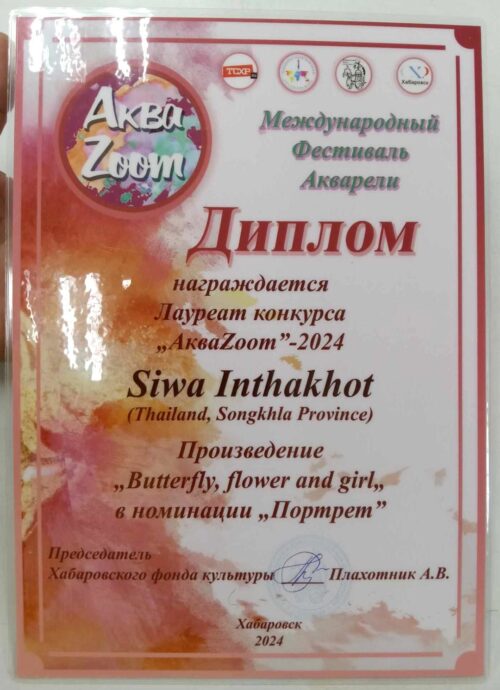 Аква
Zoom
ТСХР
Хабаровск
Международный
Фестиваль
Акварели
Диплом
награждается
Лауреат конкурса
„АкваZoom”-2024
Siwa Inthakhot
(Thailand, Songkhla Province)
Произведение
„Butterfly, flower and girl„
в номинации „Портрет”
Председатель
Хабаровского фонда культуры Плахотник А.В.
Хабаровск
2024